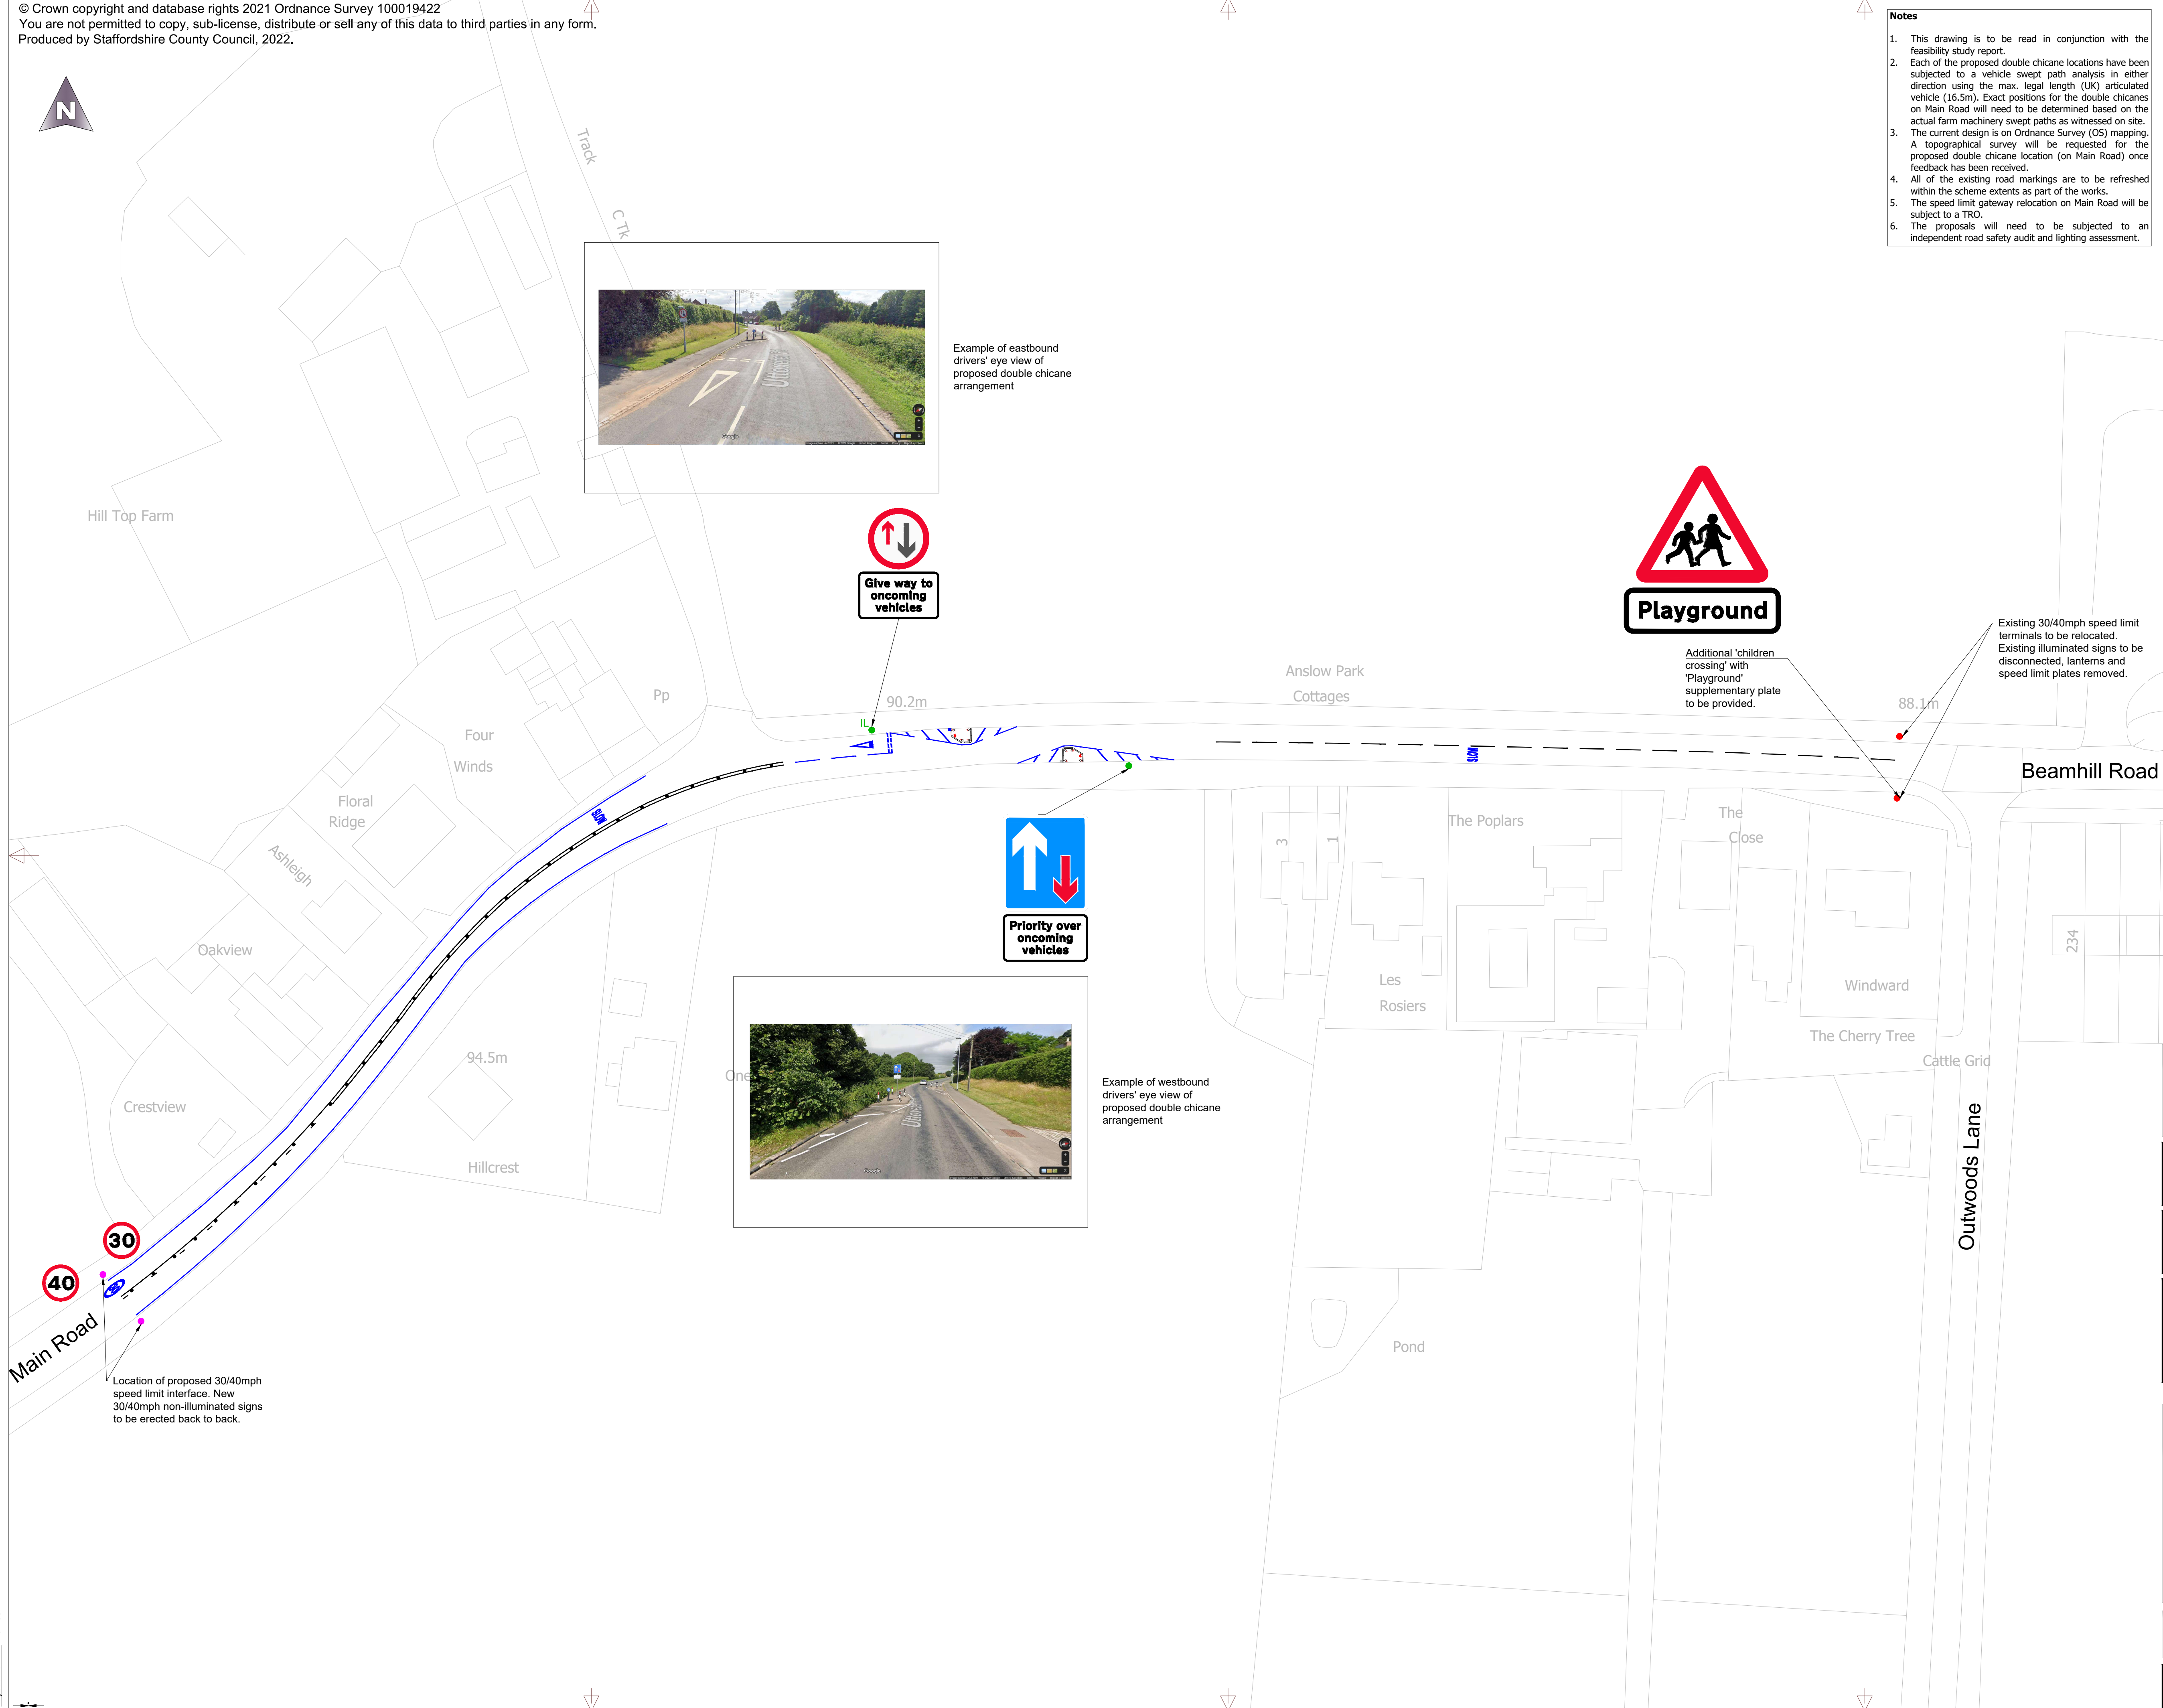 © Crown copyright and database rights 2021 Ordnance Survey 100019422
You are not permitted to copy, sub-license, distribute or sell any of this data to third parties in any form.
Produced by Staffordshire County Council, 2022.
N
Notes
1. This drawing is to be read in conjunction with the
feasibility study report.
2. Each of the proposed double chicane locations have been
subjected to a vehicle swept path analysis in either
direction using the max. legal length (UK) articulated
vehicle (16.5m). Exact positions for the double chicanes
on Main Road will need to be determined based on the
actual farm machinery swept paths as witnessed on site.
3. The current design is on Ordnance Survey (OS) mapping.
A topographical survey will be requested for the
proposed double chicane location (on Main Road) once
feedback has been received.
4. All of the existing road markings are to be refreshed
within the scheme extents as part of the works.
5. The speed limit gateway relocation on Main Road will be
subject to a TRO.
6. The proposals will need to be subjected to an
independent road safety audit and lighting assessment.
Track
C Tk
Example of eastbound
drivers' eye view of
proposed double chicane
arrangement
Google
Hill Top Farm
Give way to
oncoming
vehicles
Playground
Existing 30/40mph speed limit
terminals to be relocated.
Existing illuminated signs to be
disconnected, lanterns and
speed limit plates removed.
Additional 'children
crossing' with
'Playground'
supplementary plate
to be provided.
Anslow Park
Cottages
Pp
90.2m
88.1m
IL
Four
Winds
SLOW
Beamhill Road
Floral
Ridge
SLOW
The Poplars
The
Close
3
1
Ashleigh
Priority over
oncoming
vehicles
Oakview
234
Les
Rosiers
Windward
The Cherry Tree
Cattle Grid
94.5m
One
Example of westbound
drivers' eye view of
proposed double chicane
arrangement
Google
Crestview
Hillcrest
Outwoods Lane
30
40
Main Road
Pond
Location of proposed 30/40mph
speed limit interface. New
30/40mph non-illuminated signs
to be erected back to back.